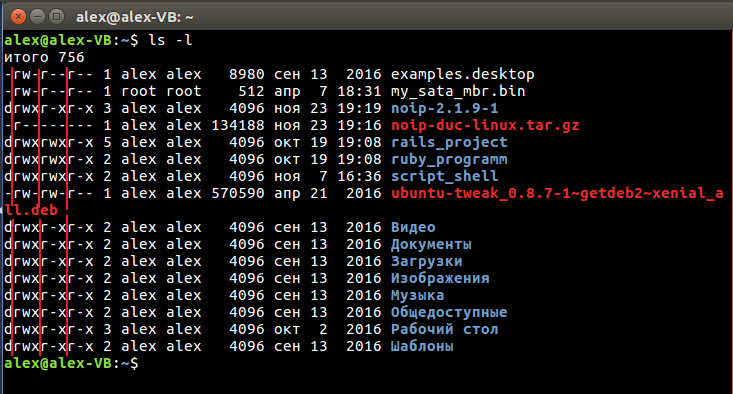 alex@alex-VB: ~
alex@alex-VB:~$ ls -l
итого 756
-rw-r--r-- 1 alex alex   8980 сен 13  2016 examples.desktop
-rw-r--r-- 1 root root    512 апр  7 18:31 my_sata_mbr.bin
drwxr-xr-x 3 alex alex   4096 ноя 23 19:19 noip-2.1.9-1
-r-------- 1 alex alex 134188 ноя 23 19:16 noip-duc-linux.tar.gz
drwxrwxr-x 5 alex alex   4096 окт 19 19:08 rails_project
drwxrwxr-x 2 alex alex   4096 окт 19 19:08 ruby_programm
drwxrwxr-x 2 alex alex   4096 ноя  7 16:36 script_shell
-rw-rw-r-- 1 alex alex 570590 апр 21  2016 ubuntu-tweak_0.8.7-1~getdeb2~xenial_a
ll.deb
drwxr-xr-x 2 alex alex   4096 сен 13  2016 Видео
drwxr-xr-x 2 alex alex   4096 сен 13  2016 Документы
drwxr-xr-x 2 alex alex   4096 сен 13  2016 Загрузки
drwxr-xr-x 2 alex alex   4096 сен 13  2016 Изображения
drwxr-xr-x 2 alex alex   4096 сен 13  2016 Музыка
drwxr-xr-x 2 alex alex   4096 сен 13  2016 Общедоступные
drwxr-xr-x 3 alex alex   4096 окт  2  2016 Рабочий стол
drwxr-xr-x 2 alex alex   4096 сен 13  2016 Шаблоны
alex@alex-VB:~$